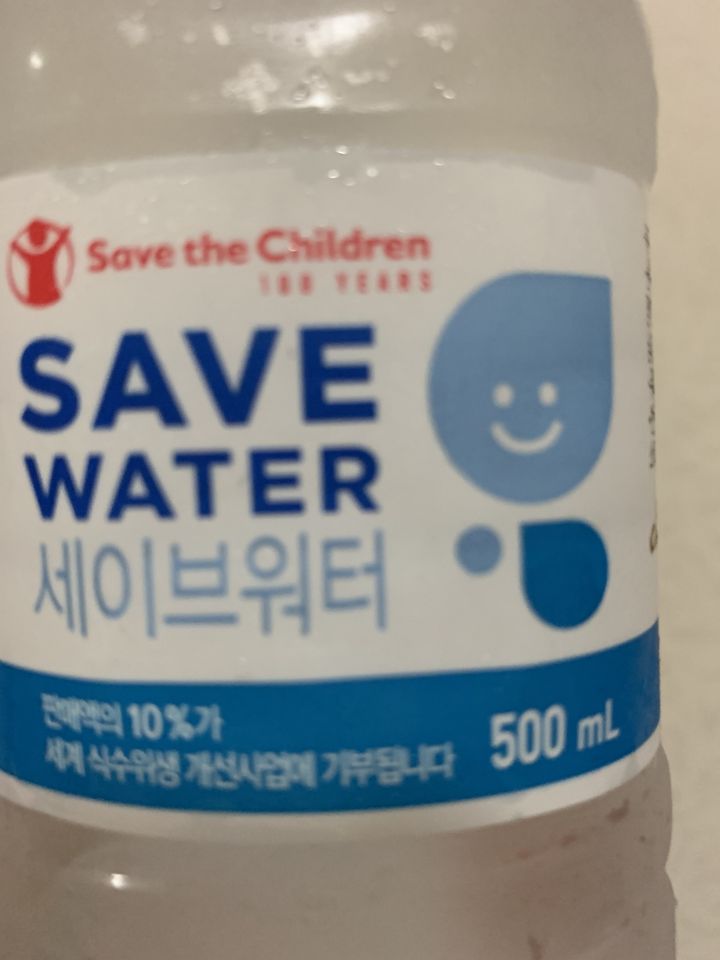 Save the Children
100 YEARS
SAVE
WATER
세이브워터
판매액의 10%가
세계 식수위생 개선사업에 기부됩니다
500 mL